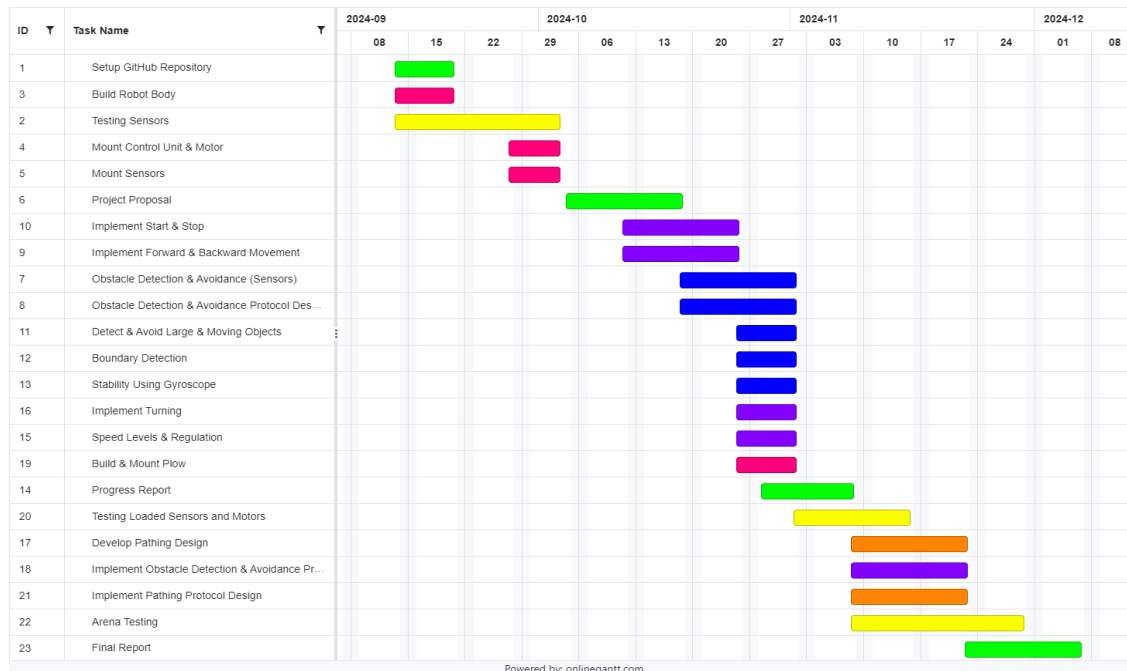 2024-09 2024-10 2024-11 2024-12
ID Task Name
08 15 22 29 06 13 20 27 03 10 17 24 01 08
1 Setup GitHub Repository
3 Build Robot Body
2 Testing Sensors
4 Mount Control Unit & Motor
5 Mount Sensors
6 Project Proposal
10 Implement Start & Stop
9 Implement Forward & Backward Movement
7 Obstacle Detection & Avoidance (Sensors)
8 Obstacle Detection & Avoidance Protocol Des...
11 Detect & Avoid Large & Moving Objects
12 Boundary Detection
13 Stability Using Gyroscope
16 Implement Turning
15 Speed Levels & Regulation
19 Build & Mount Plow
14 Progress Report
20 Testing Loaded Sensors and Motors
17 Develop Pathing Design
18 Implement Obstacle Detection & Avoidance Pr...
21 Implement Pathing Protocol Design
22 Arena Testing
23 Final Report
Powered by: onlinegantt.com